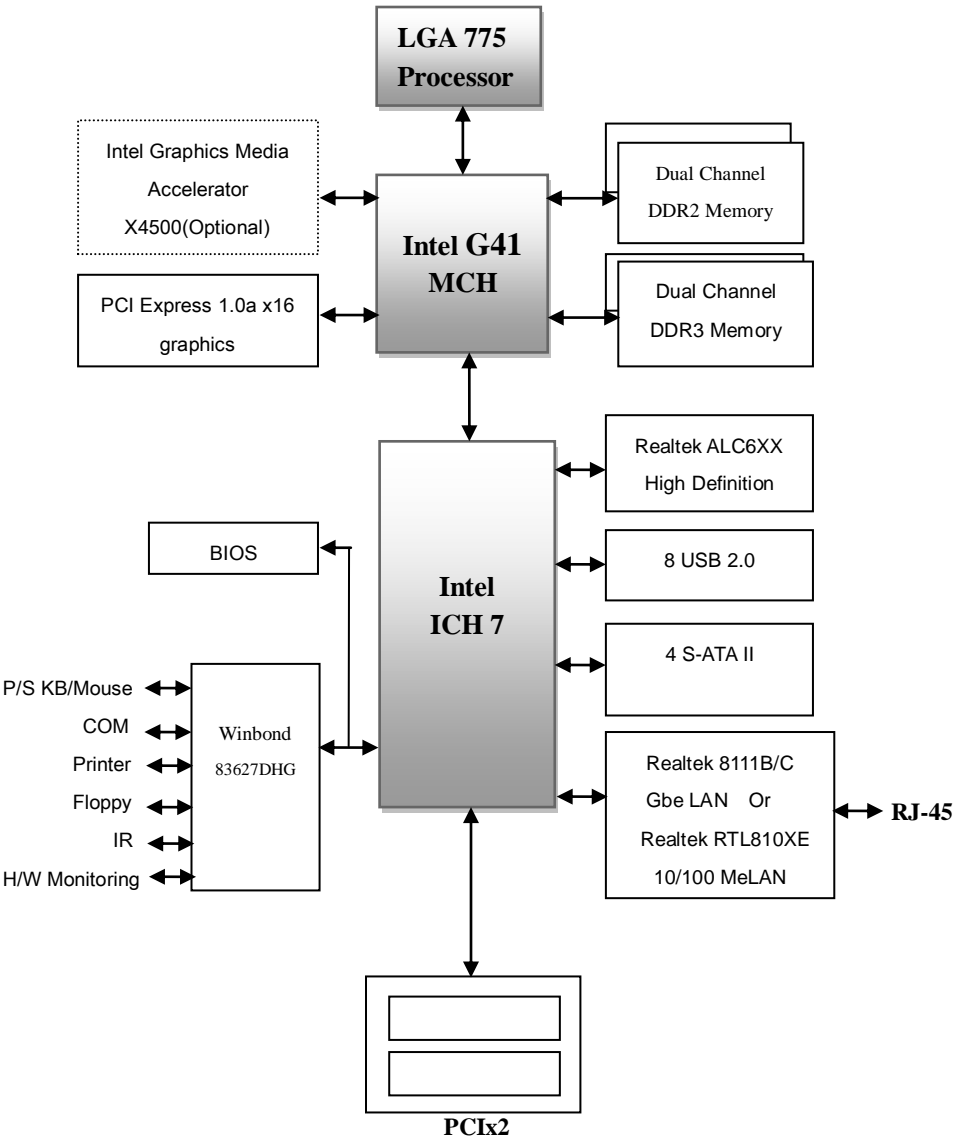 LGA 775
Processor
Intel Graphics Media
Accelerator
X4500(Optional)
Dual Channel
DDR2 Memory
Intel G41
MCH
PCI Express 1.0a x16
graphics
Dual Channel
DDR3 Memory
Realtek ALC6XX
High Definition
BIOS
8 USB 2.0
Intel
ICH 7
4 S-ATA II
P/S KB/Mouse
COM
Printer
Floppy
IR
H/W Monitoring
Winbond
83627DHG
Realtek 8111B/C
Gbe LAN Or
Realtek RTL810XE
10/100 MeLAN
RJ-45
PCIx2